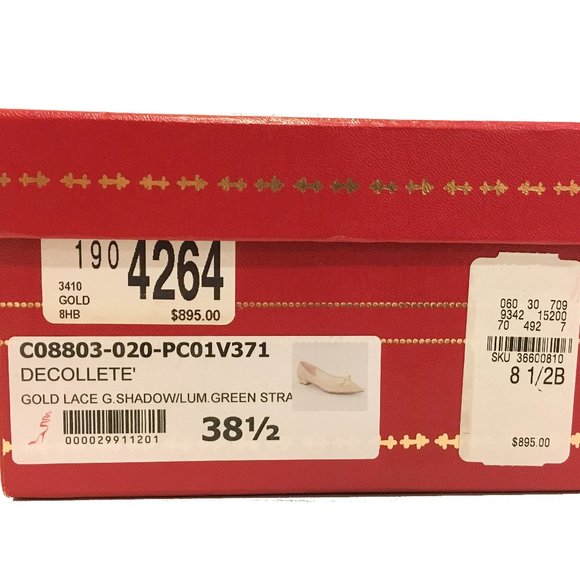 190 4264
3410
GOLD
8HB
$895.00
C08803-020-PC01V371
DECOLLETE'
GOLD LACE G.SHADOW/LUM.GREEN STRA
000029911201
38½
060 30 709
9342 15200
70 492 7
SKU 36600810
8 1/2B
$895.00